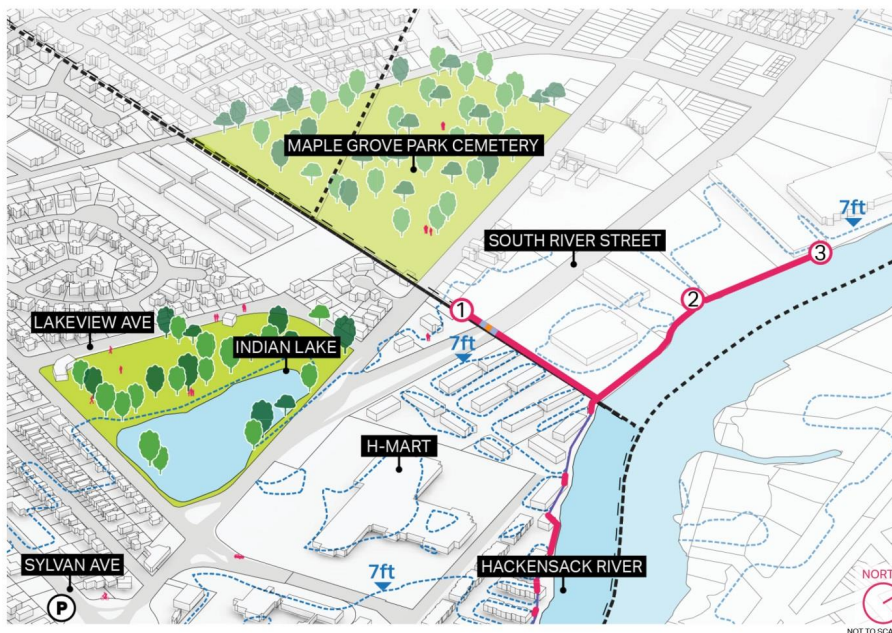 MAPLE GROVE PARK CEMETERY
7ft
SOUTH RIVER STREET
3
2
1
LAKEVIEW AVE
7ft
INDIAN LAKE
H-MART
SYLVAN AVE
7ft
HACKENSACK RIVER
P
NORT
NOT TO SCA